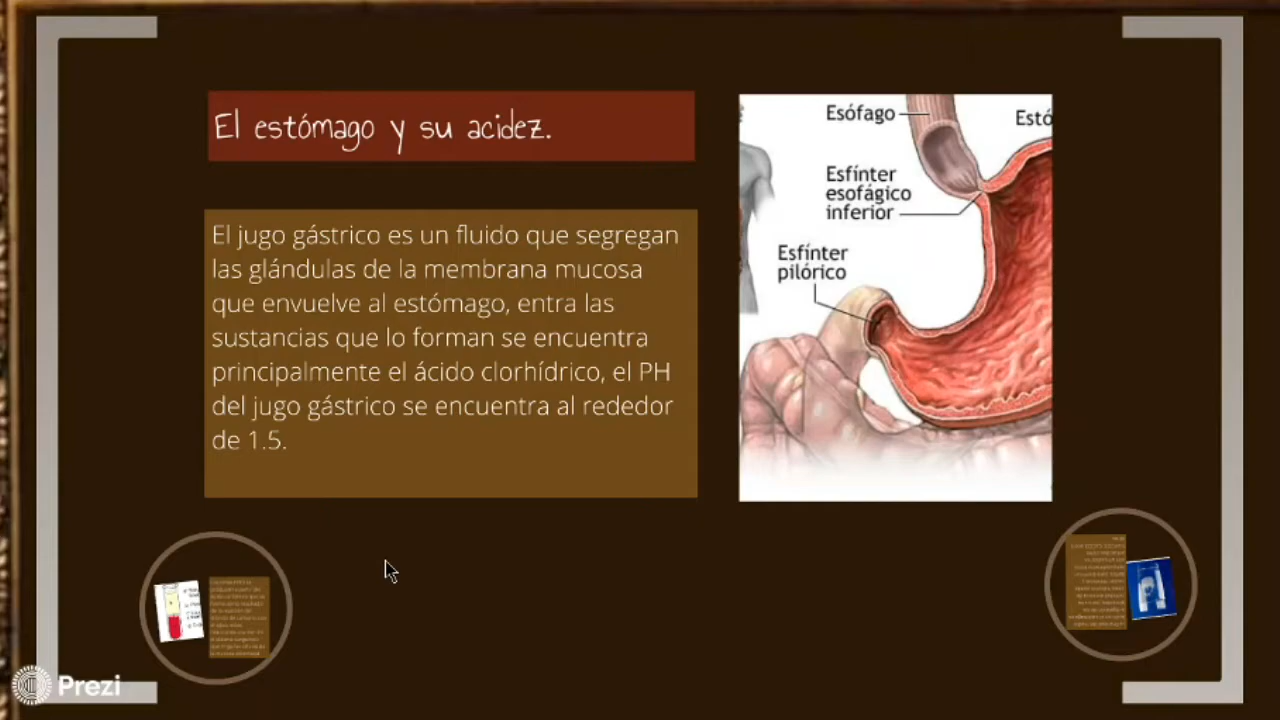 El estómago y su acidez.
El jugo gástrico es un fluido que segregan
las glándulas de la membrana mucosa
que envuelve al estómago, entra las
sustancias que lo forman se encuentra
principalmente el ácido clorhídrico, el PH
del jugo gástrico se encuentra al rededor
de 1.5.
Esófago
Estó
Esfínter
esofágico
inferior
Esfínter
pilórico
Prezi